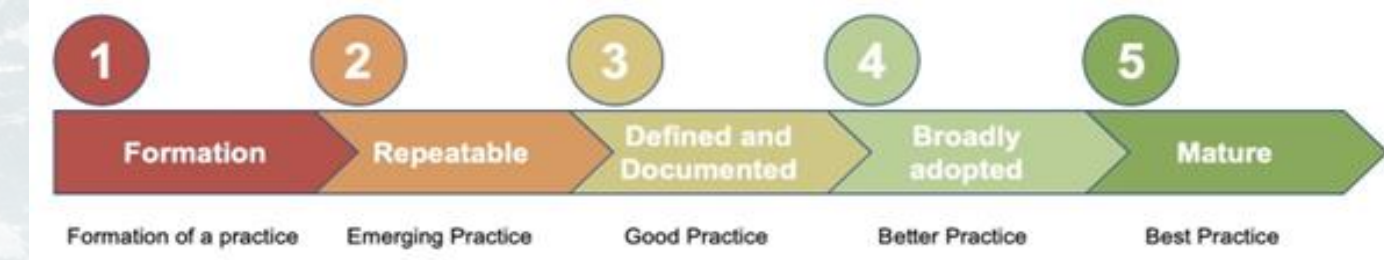 1
2
3
4
5
Formation
Repeatable
Defined and
Documented
Broadly
adopted
Mature
Formation of a practice
Emerging Practice
Good Practice
Better Practice
Best Practice